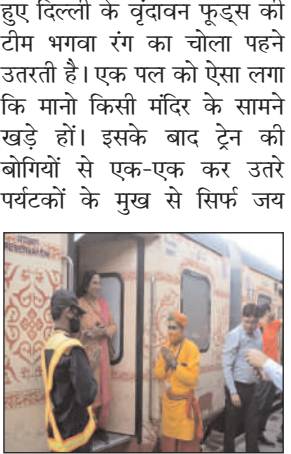 हुए दिल्ली के वृंदावन फूड्स की
टीम भगवा रंग का चोला पहने
उतरती है। एक पल को ऐसा लगा
कि मानो किसी मंदिर के सामने
खड़े हों। इसके बाद ट्रेन की
बोगियों से एक-एक कर उतरे
पर्यटकों के मुख से सिर्फ जय